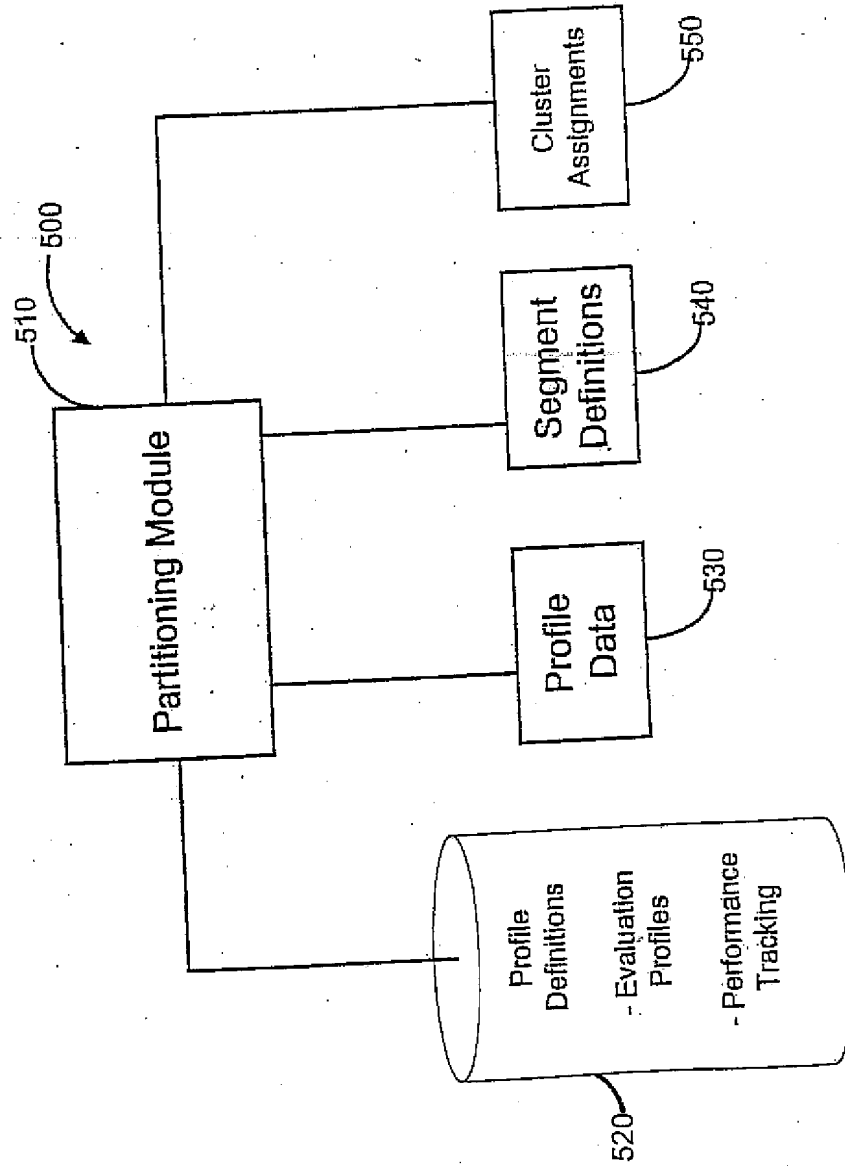 500
510
Partitioning Module
Profile
Definitions
- Evaluation
Profiles
- Performance
Tracking
520
Profile
Data
530
Segment
Definitions
540
Cluster
Assignments
550